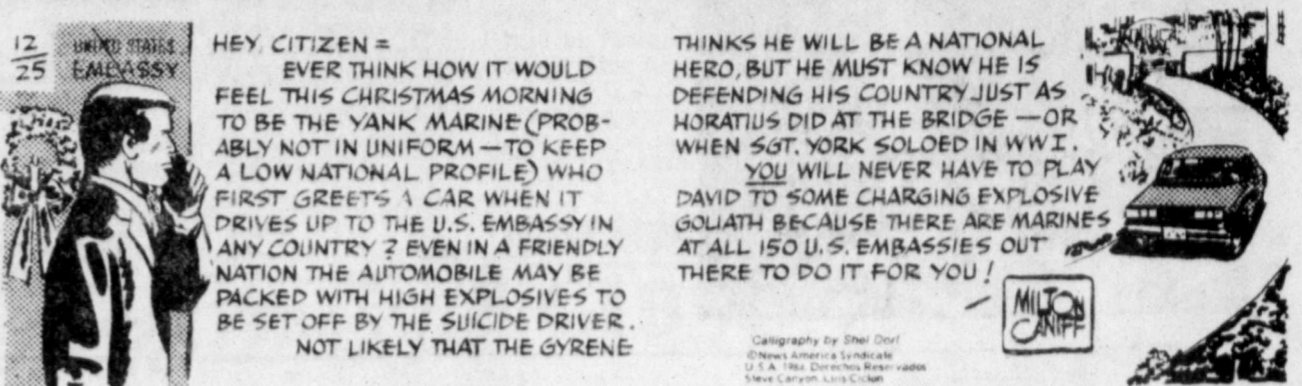 12
25
UNITED STATES
EMBASSY
HEY, CITIZEN =
EVER THINK HOW IT WOULD
FEEL THIS CHRISTMAS MORNING
TO BE THE YANK MARINE (PROB-
ABLY NOT IN UNIFORM — TO KEEP
A LOW NATIONAL PROFILE) WHO
FIRST GREETS A CAR WHEN IT
DRIVES UP TO THE U.S. EMBASSY IN
ANY COUNTRY ? EVEN IN A FRIENDLY
NATION THE AUTOMOBILE MAY BE
PACKED WITH HIGH EXPLOSIVES TO
BE SET OFF BY THE SUICIDE DRIVER.
NOT LIKELY THAT THE GYRENE
THINKS HE WILL BE A NATIONAL
HERO, BUT HE MUST KNOW HE IS
DEFENDING HIS COUNTRY JUST AS
HORATIUS DID AT THE BRIDGE — OR
WHEN SGT. YORK SOLOED IN WWI.
YOU WILL NEVER HAVE TO PLAY
DAVID TO SOME CHARGING EXPLOSIVE
GOLIATH BECAUSE THERE ARE MARINES
AT ALL 150 U.S. EMBASSIES OUT
THERE TO DO IT FOR YOU !
MILTON
CANIFF
Calligraphy by Shel Dorf
©News America Syndicate
U.S.A. Derechos Reservados
Steve Canyon, Luis Ciclon